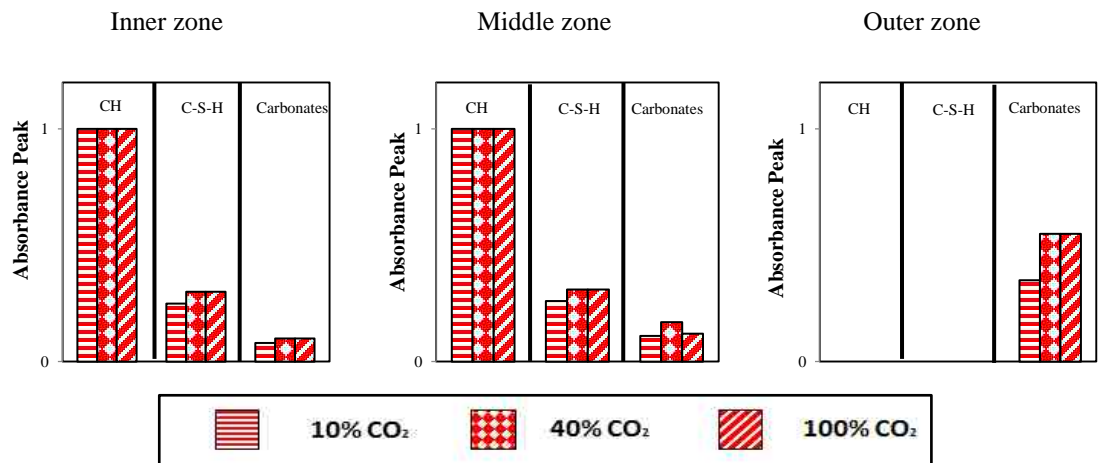 Inner zone
Middle zone
Outer zone
Absorbance Peak
1
0
CH
C-S-H
Carbonates
Absorbance Peak
1
0
CH
C-S-H
Carbonates
Absorbance Peak
1
0
CH
C-S-H
Carbonates
10% CO₂
40% CO₂
100% CO₂